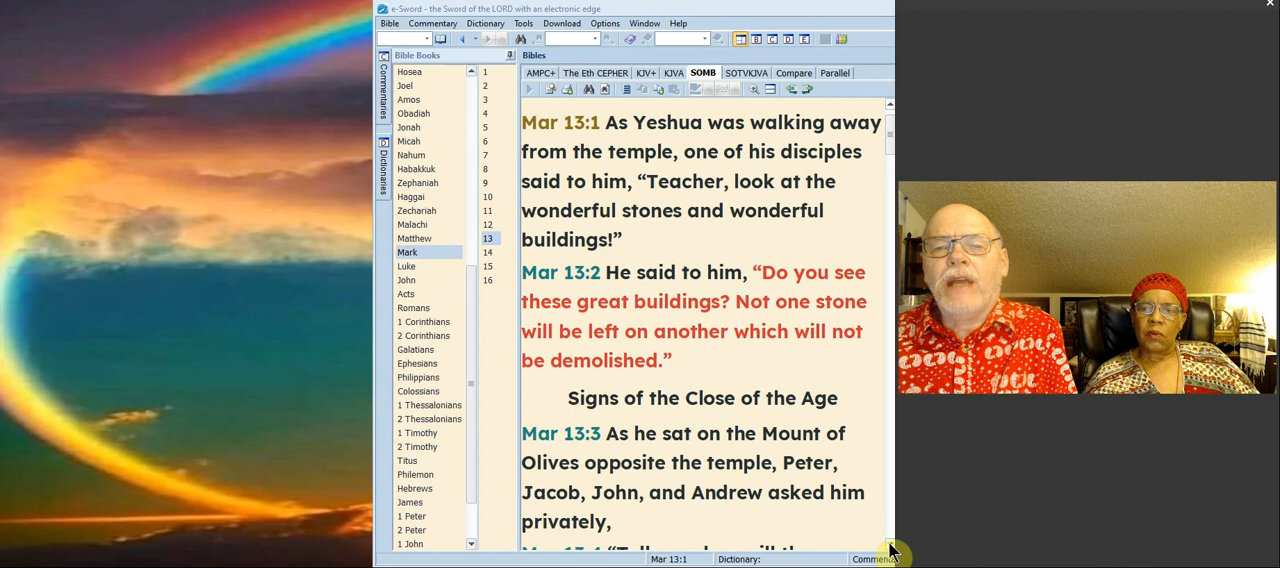 e-Sword - the Sword of the LORD with an electronic edge
Bible Commentary Dictionary Tools Download Options Window Help
Commentaries
Dictionaries
Bible Books
Hosea
Joel
Amos
Obadiah
Jonah
Micah
Nahum
Habakkuk
Zephaniah
Haggai
Zechariah
Malachi
Matthew
Mark
Luke
John
Acts
Romans
1 Corinthians
2 Corinthians
Galatians
Ephesians
Philippians
Colossians
1 Thessalonians
2 Thessalonians
1 Timothy
2 Timothy
Titus
Philemon
Hebrews
James
1 Peter
2 Peter
1 John
1
2
3
4
5
6
7
8
9
10
11
12
13
14
15
16
Bibles
AMPC+ The Eth CEPHER KJV+ KJVA SOMB SOTVKJVA Compare Parallel
Mar 13:1 As Yeshua was walking away
from the temple, one of his disciples
said to him, “Teacher, look at the
wonderful stones and wonderful
buildings!”
Mar 13:2 He said to him, “Do you see
these great buildings? Not one stone
will be left on another which will not
be demolished.”
Signs of the Close of the Age
Mar 13:3 As he sat on the Mount of
Olives opposite the temple, Peter,
Jacob, John, and Andrew asked him
privately,
Mar 13:1 Dictionary: